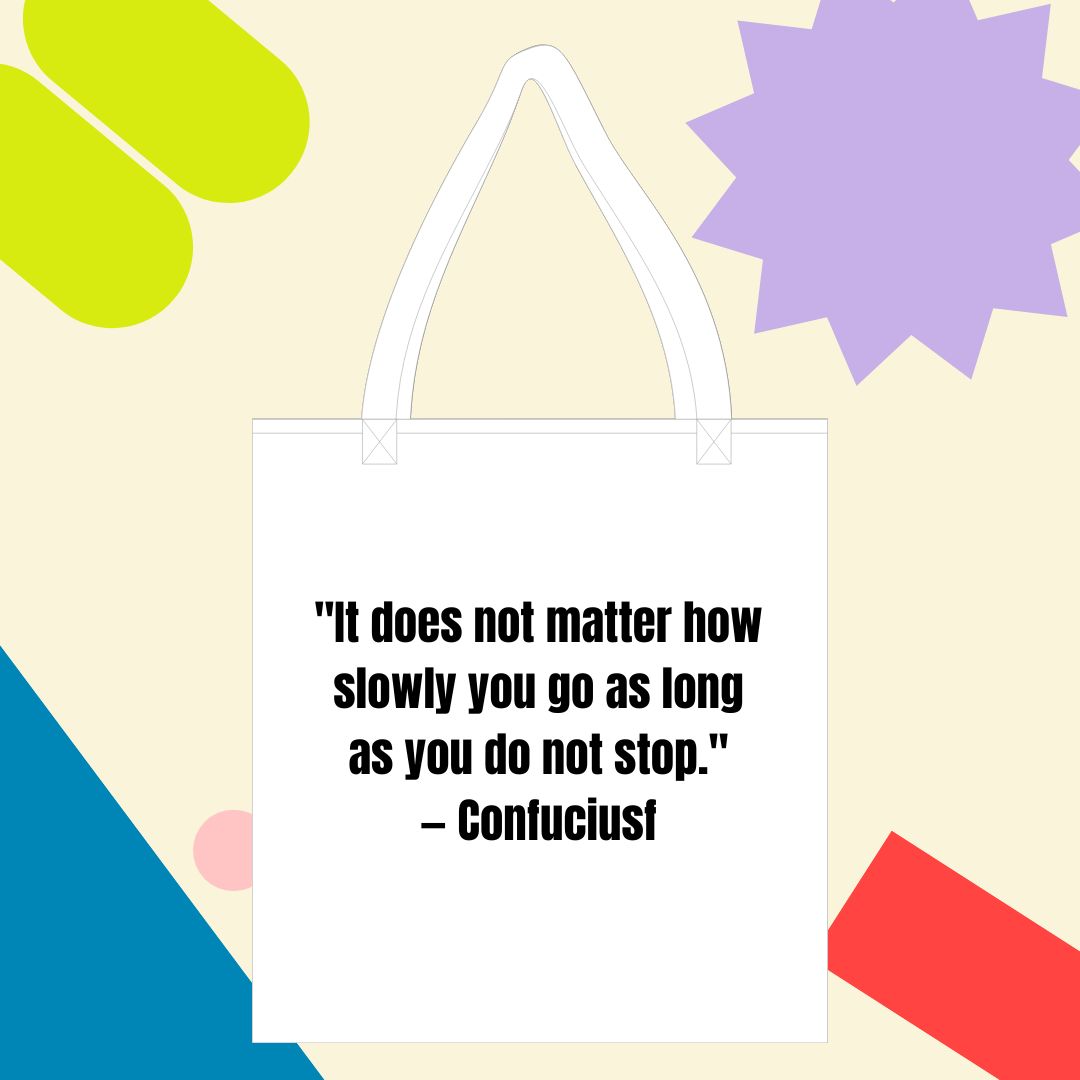 "It does not matter how
slowly you go as long
as you do not stop."
– Confuciusf